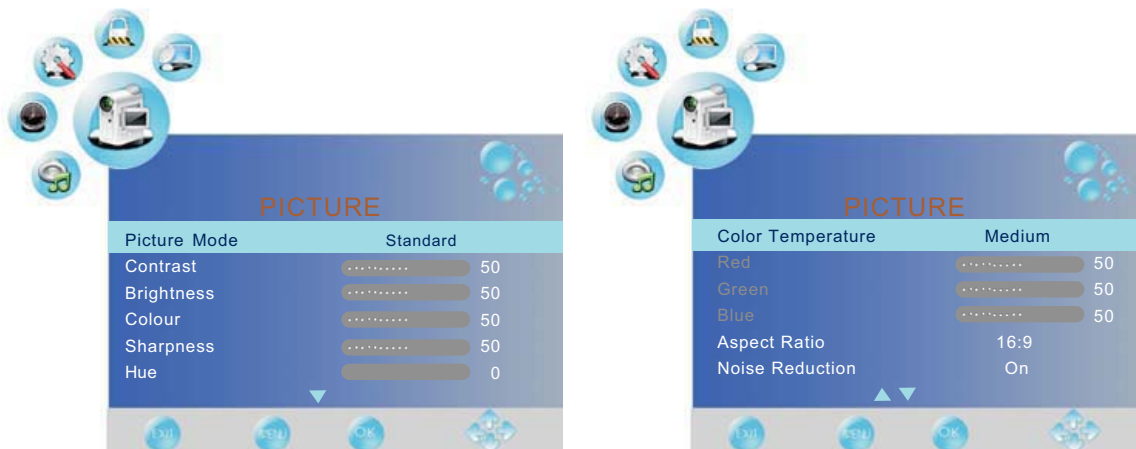 PICTURE
Picture Mode Standard
Contrast 50
Brightness 50
Colour 50
Sharpness 50
Hue 0
EXIT MENU OK
PICTURE
Color Temperature Medium
Red 50
Green 50
Blue 50
Aspect Ratio 16:9
Noise Reduction On
EXIT MENU OK